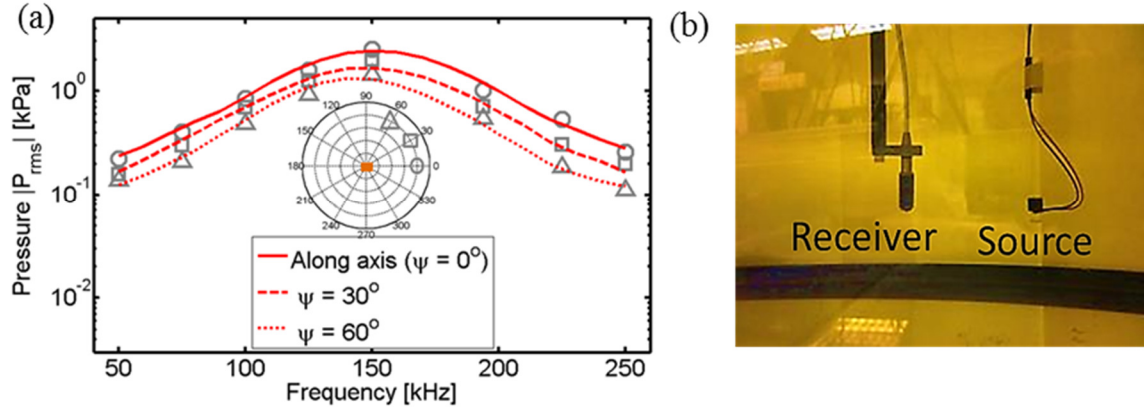 (a)
(b)
Pressure |P_rms| [kPa]
10^0
10^-1
10^-2
120
90
60
150
30
180
0
210
330
240
300
270
Along axis (ψ = 0°)
ψ = 30°
ψ = 60°
50
100
150
200
250
Frequency [kHz]
Receiver
Source